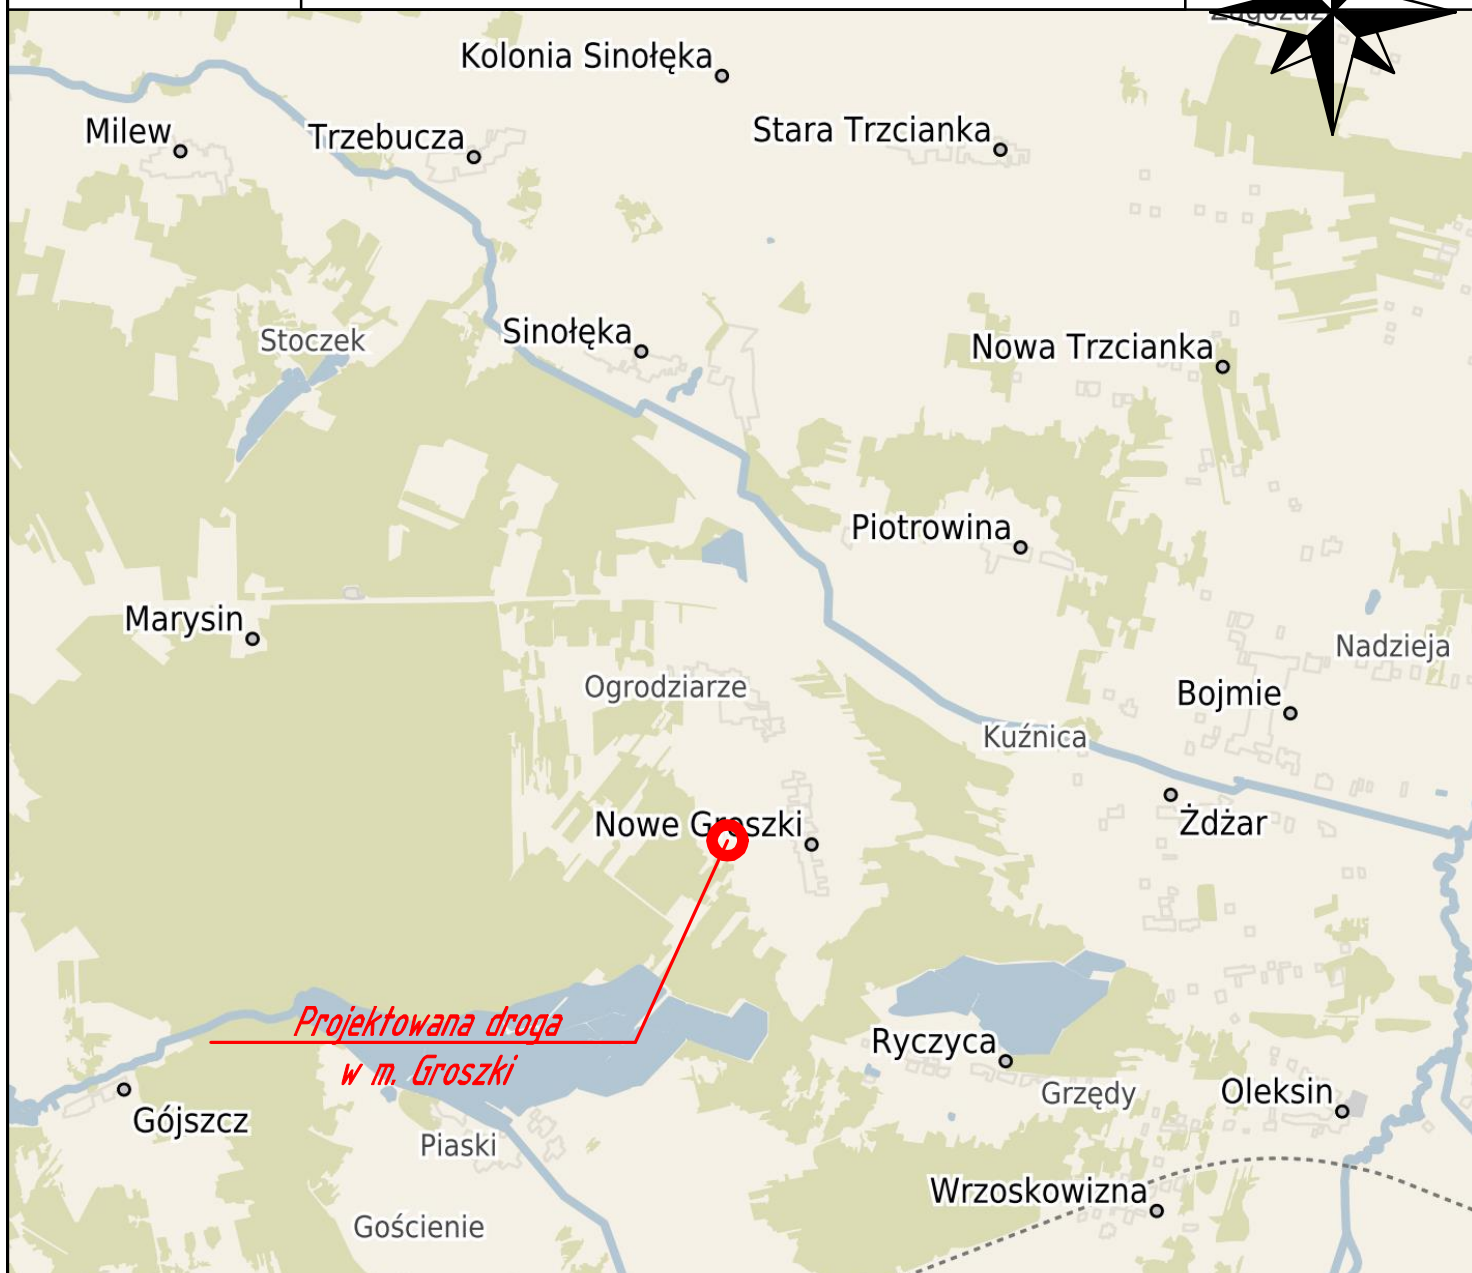 Kolonia Sinołęka
Milew
Trzebucza
Stara Trzcianka
Stoczek
Sinołęka
Nowa Trzcianka
Piotrowina
Marysin
Nadzieja
Ogrodziarze
Bojmie
Kuźnica
Nowe Groszki
Żdżar
Projektowana droga
w m. Groszki
Ryczyca
Grzędy
Oleksin
Gójszcz
Piaski
Wrzoskowizna
Gościenie